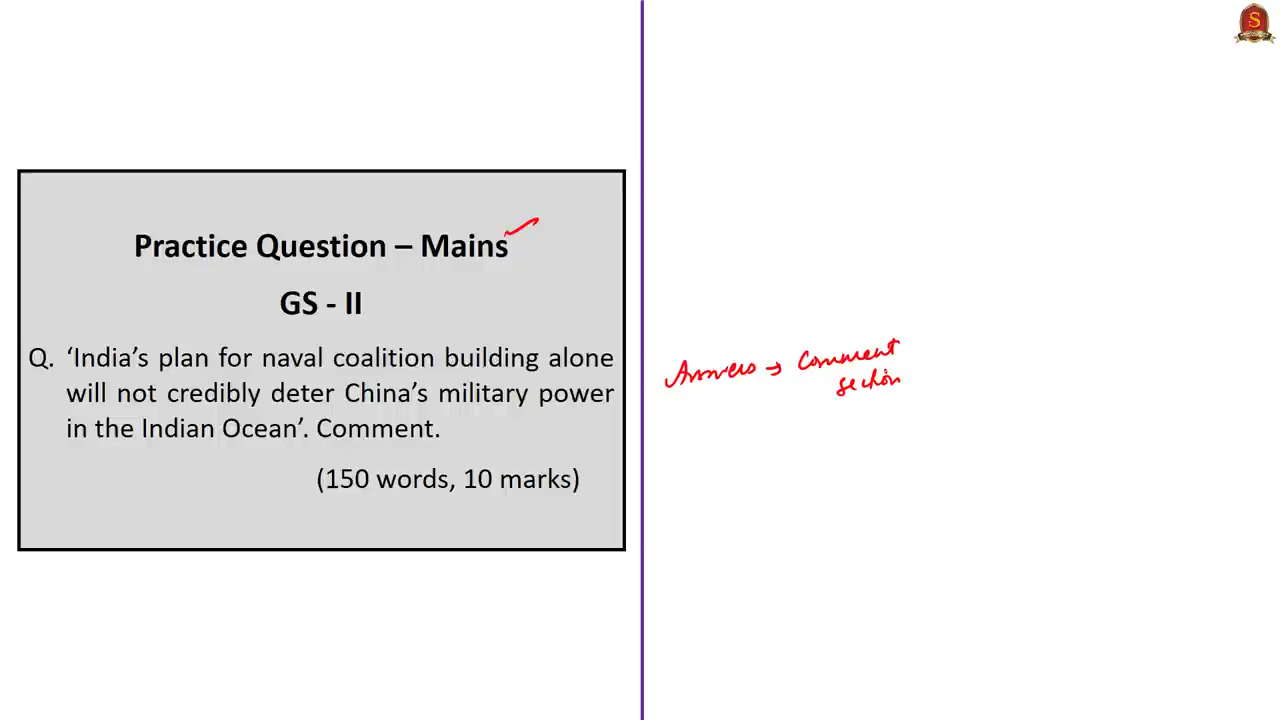 S
Practice Question – Mains
GS - II
Q. ‘India’s plan for naval coalition building alone
will not credibly deter China’s military power
in the Indian Ocean’. Comment.
(150 words, 10 marks)
Answers → Comment
section